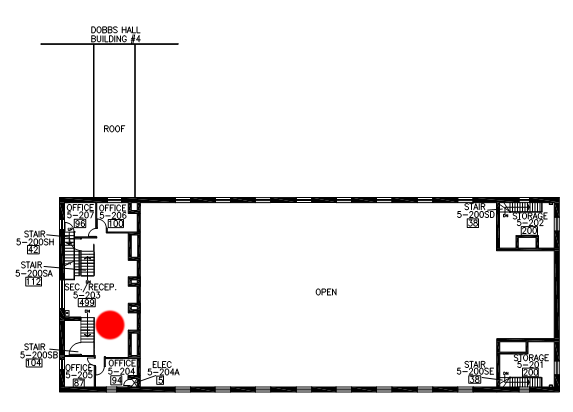 DOBBS HALL
BUILDING #4
ROOF
OFFICE
5-207
96
OFFICE
5-206
100
STAIR
5-200SH
42
STAIR
5-200SA
112
SEC./RECEP.
5-203
499
STAIR
5-200SB
104
OFFICE
5-205
87
OFFICE
5-204
94
ELEC
5-204A
5
OPEN
STAIR
5-200SD
38
STORAGE
5-202
200
STAIR
5-200SE
38
STORAGE
5-201
200